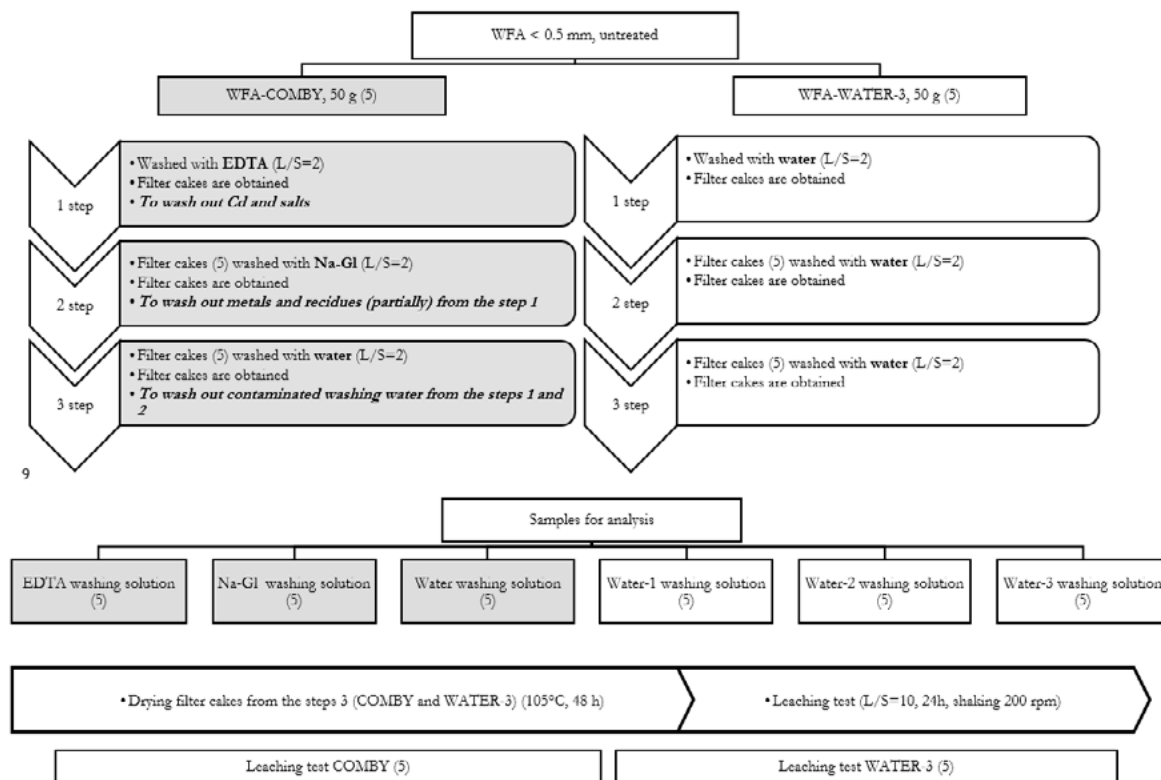 WFA < 0.5 mm, untreated
WFA-COMBY, 50 g (5)
WFA-WATER-3, 50 g (5)
1 step
• Washed with EDTA (L/S=2)
• Filter cakes are obtained
• To wash out Cd and salts
2 step
• Filter cakes (5) washed with Na-Gl (L/S=2)
• Filter cakes are obtained
• To wash out metals and recidues (partially) from the step 1
3 step
• Filter cakes (5) washed with water (L/S=2)
• Filter cakes are obtained
• To wash out contaminated washing water from the steps 1 and
2
1 step
• Washed with water (L/S=2)
• Filter cakes are obtained
2 step
• Filter cakes (5) washed with water (L/S=2)
• Filter cakes are obtained
3 step
• Filter cakes (5) washed with water (L/S=2)
• Filter cakes are obtained
9
Samples for analysis
EDTA washing solution
(5)
Na-Gl washing solution
(5)
Water washing solution
(5)
Water-1 washing solution
(5)
Water-2 washing solution
(5)
Water-3 washing solution
(5)
• Drying filter cakes from the steps 3 (COMBY and WATER-3) (105°C, 48 h)
• Leaching test (L/S=10, 24h, shaking 200 rpm)
Leaching test COMBY (5)
Leaching test WATER-3 (5)